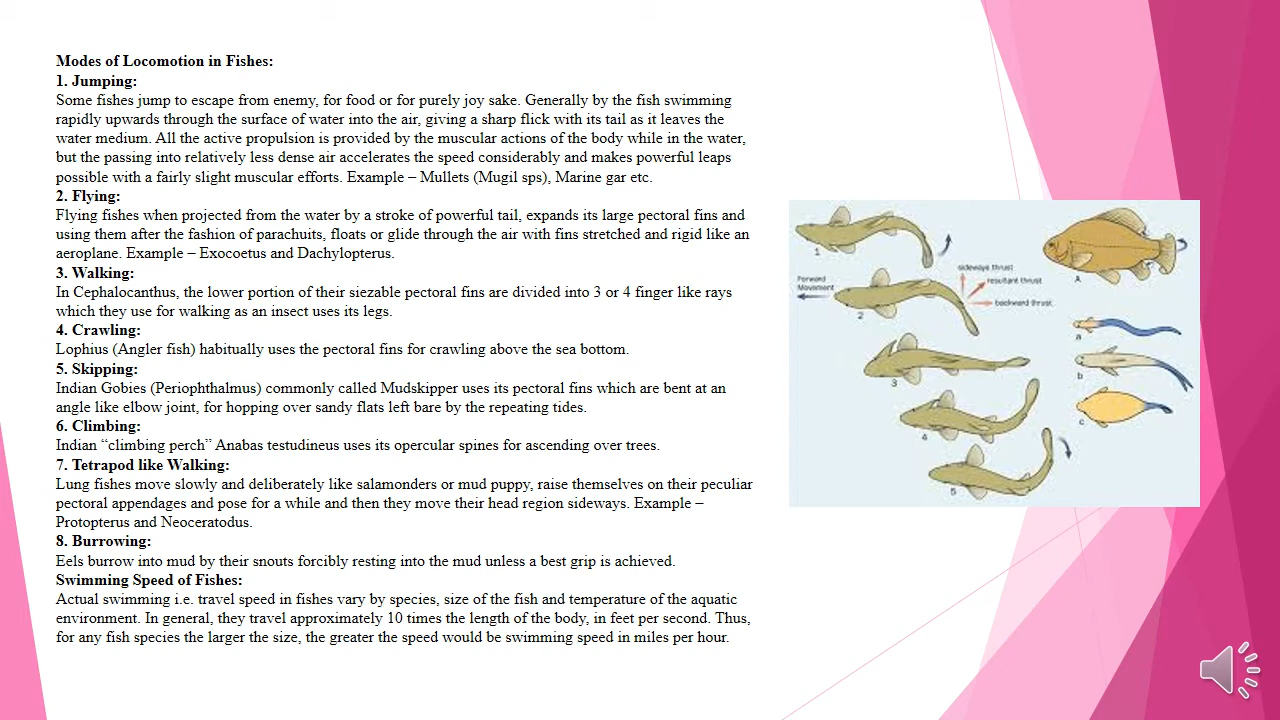 Modes of Locomotion in Fishes:
1. Jumping:
Some fishes jump to escape from enemy, for food or for purely joy sake. Generally by the fish swimming
rapidly upwards through the surface of water into the air, giving a sharp flick with its tail as it leaves the
water medium. All the active propulsion is provided by the muscular actions of the body while in the water,
but the passing into relatively less dense air accelerates the speed considerably and makes powerful leaps
possible with a fairly slight muscular efforts. Example – Mullets (Mugil sps), Marine gar etc.
2. Flying:
Flying fishes when projected from the water by a stroke of powerful tail, expands its large pectoral fins and
using them after the fashion of parachuits, floats or glide through the air with fins stretched and rigid like an
aeroplane. Example – Exocoetus and Dachylopterus.
3. Walking:
In Cephalocanthus, the lower portion of their siezable pectoral fins are divided into 3 or 4 finger like rays
which they use for walking as an insect uses its legs.
4. Crawling:
Lophius (Angler fish) habitually uses the pectoral fins for crawling above the sea bottom.
5. Skipping:
Indian Gobies (Periophthalmus) commonly called Mudskipper uses its pectoral fins which are bent at an
angle like elbow joint, for hopping over sandy flats left bare by the repeating tides.
6. Climbing:
Indian “climbing perch” Anabas testudineus uses its opercular spines for ascending over trees.
7. Tetrapod like Walking:
Lung fishes move slowly and deliberately like salamonders or mud puppy, raise themselves on their peculiar
pectoral appendages and pose for a while and then they move their head region sideways. Example –
Protopterus and Neoceratodus.
8. Burrowing:
Eels burrow into mud by their snouts forcibly resting into the mud unless a best grip is achieved.
Swimming Speed of Fishes:
Actual swimming i.e. travel speed in fishes vary by species, size of the fish and temperature of the aquatic
environment. In general, they travel approximately 10 times the length of the body, in feet per second. Thus,
for any fish species the larger the size, the greater the speed would be swimming speed in miles per hour.
1
sideways thrust
resultant thrust
backward thrust
Forward
Movement
2
3
4
5
A
a
b
c